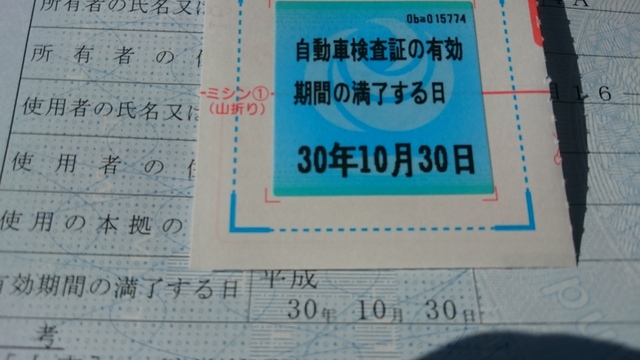 所有者の氏名又は
所有者の
使用者の氏名又は
使用者の
使用の本拠の
有効期間の満了する日
平成
30年 10月 30日
考
0ba015774
自動車検査証の有効
期間の満了する日
30年10月30日
ミシン①
(山折り)
16